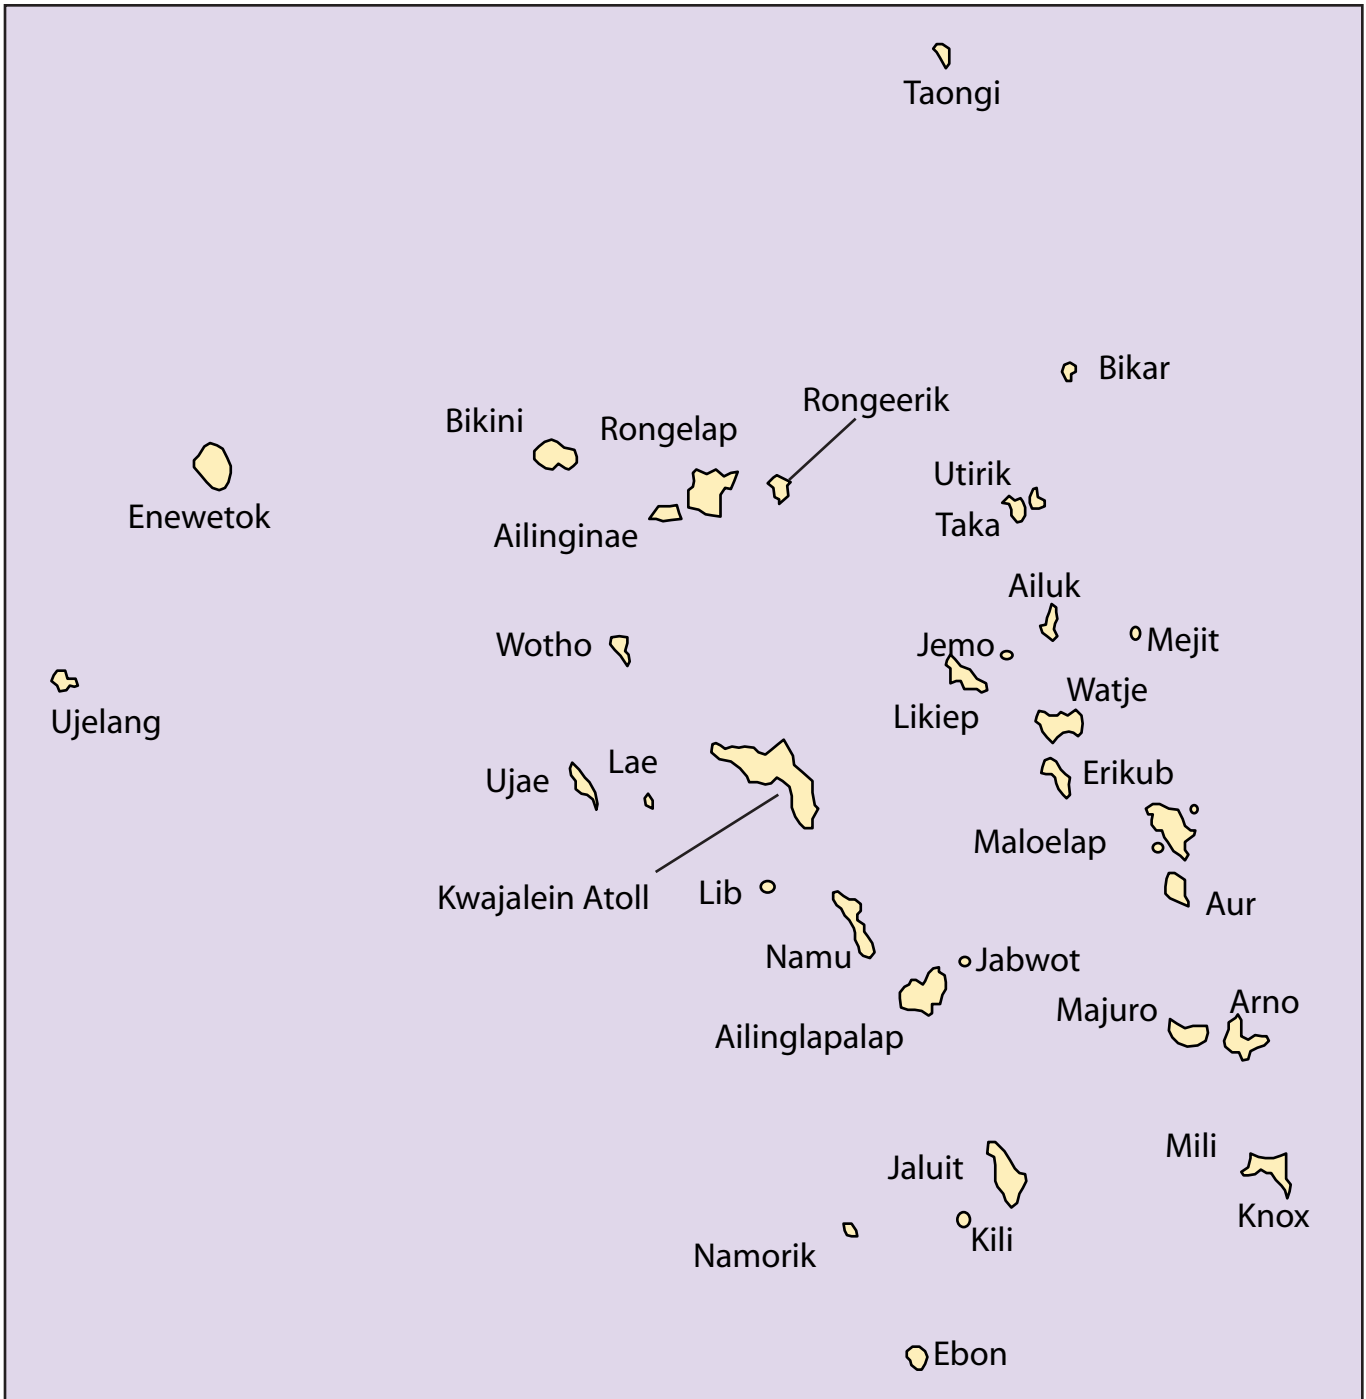 Taongi
Bikar
Rongeerik
Bikini
Rongelap
Utirik
Enewetok
Taka
Ailinginae
Ailuk
Jemo
Mejit
Wotho
Watje
Likiep
Ujelang
Lae
Erikub
Ujae
Maloelap
Kwajalein Atoll
Lib
Aur
Namu
Jabwot
Arno
Majuro
Ailinglapalap
Mili
Jaluit
Knox
Kili
Namorik
Ebon